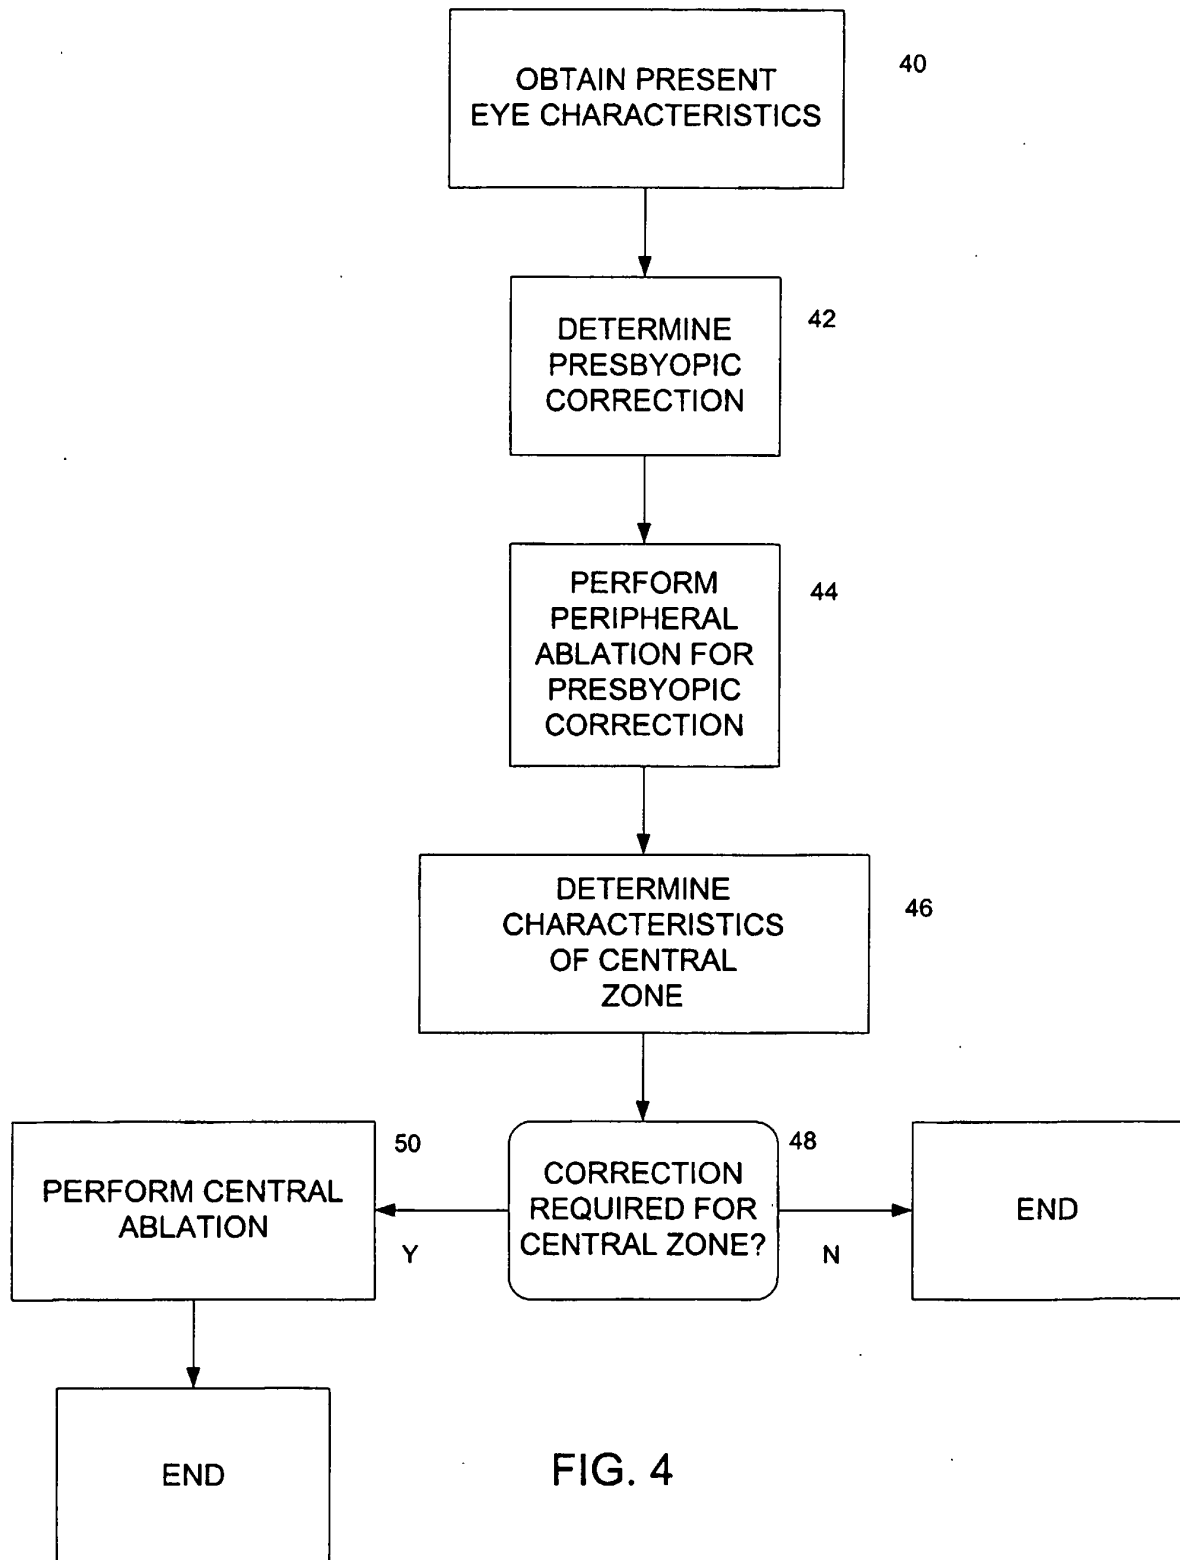 OBTAIN PRESENT
EYE CHARACTERISTICS
40
DETERMINE
PRESBYOPIC
CORRECTION
42
PERFORM
PERIPHERAL
ABLATION FOR
PRESBYOPIC
CORRECTION
44
DETERMINE
CHARACTERISTICS
OF CENTRAL
ZONE
46
CORRECTION
REQUIRED FOR
CENTRAL ZONE?
48
Y
N
PERFORM CENTRAL
ABLATION
50
END
END
FIG. 4